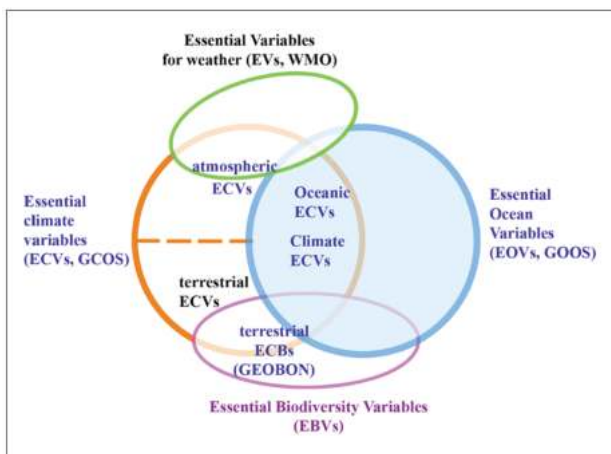 Essential Variables
for weather (EVs, WMO)
atmospheric
ECVs
Essential
climate
variables
(ECVs, GCOS)
Oceanic
ECVs
Climate
ECVs
Essential
Ocean
Variables
(EOVs, GOOS)
terrestrial
ECVs
terrestrial
ECBs
(GEOBON)
Essential Biodiversity Variables
(EBVs)